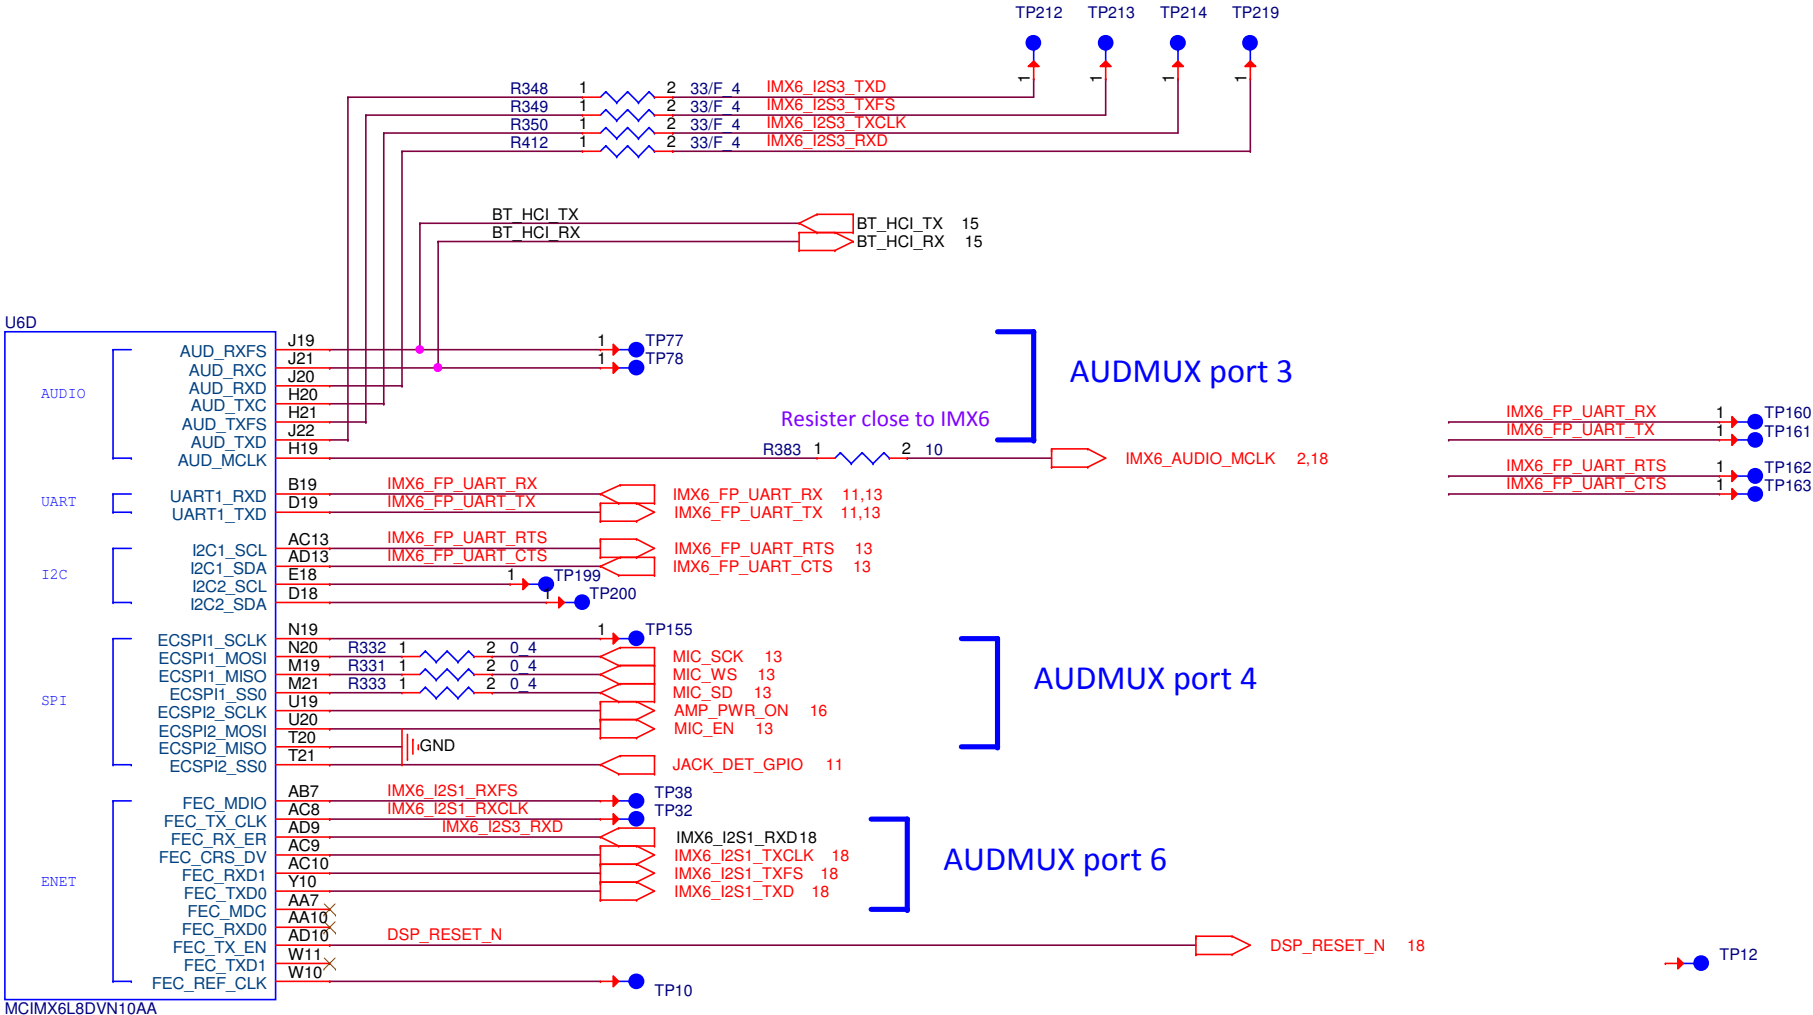 TP212 TP213 TP214 TP219
1 1 1 1
R348 1 2 33/F_4 IMX6_I2S3_TXD
R349 1 2 33/F_4 IMX6_I2S3_TXFS
R350 1 2 33/F_4 IMX6_I2S3_TXCLK
R412 1 2 33/F_4 IMX6_I2S3_RXD
BT_HCI_TX BT_HCI_TX 15
BT_HCI_RX BT_HCI_RX 15
U6D
AUDIO
AUD_RXFS J19 1 TP77
AUD_RXC J21 1 TP78
AUD_RXD J20
AUD_TXC H20
AUD_TXFS H21
AUD_TXD J22
AUD_MCLK H19 R383 1 2 10 IMX6_AUDIO_MCLK 2,18
AUDMUX port 3
Resister close to IMX6
IMX6_FP_UART_RX 1 TP160
IMX6_FP_UART_TX 1 TP161
IMX6_FP_UART_RTS 1 TP162
IMX6_FP_UART_CTS 1 TP163
UART
UART1_RXD B19 IMX6_FP_UART_RX IMX6_FP_UART_RX 11,13
UART1_TXD D19 IMX6_FP_UART_TX IMX6_FP_UART_TX 11,13
I2C
I2C1_SCL AC13 IMX6_FP_UART_RTS IMX6_FP_UART_RTS 13
I2C1_SDA AD13 IMX6_FP_UART_CTS IMX6_FP_UART_CTS 13
I2C2_SCL E18 1 TP199
I2C2_SDA D18 1 TP200
SPI
ECSPI1_SCLK N19 1 TP155
ECSPI1_MOSI N20 R332 1 2 0_4 MIC_SCK 13
ECSPI1_MISO M19 R331 1 2 0_4 MIC_WS 13
ECSPI1_SS0 M21 R333 1 2 0_4 MIC_SD 13
ECSPI2_SCLK U19 AMP_PWR_ON 16
ECSPI2_MOSI U20 MIC_EN 13
ECSPI2_MISO T20 GND
ECSPI2_SS0 T21 JACK_DET_GPIO 11
AUDMUX port 4
ENET
FEC_MDIO AB7 IMX6_I2S1_RXFS TP38
FEC_TX_CLK AC8 IMX6_I2S1_RXCLK TP32
FEC_RX_ER AD9 IMX6_I2S3_RXD IMX6_I2S1_RXD18
FEC_CRS_DV AC9 IMX6_I2S1_TXCLK 18
FEC_RXD1 AC10 IMX6_I2S1_TXFS 18
FEC_TXD0 Y10 IMX6_I2S1_TXD 18
FEC_MDC AA7
FEC_RXD0 AA10
FEC_TX_EN AD10 DSP_RESET_N DSP_RESET_N 18
FEC_TXD1 W11
FEC_REF_CLK W10 TP10
AUDMUX port 6
TP12
MCIMX6L8DVN10AA